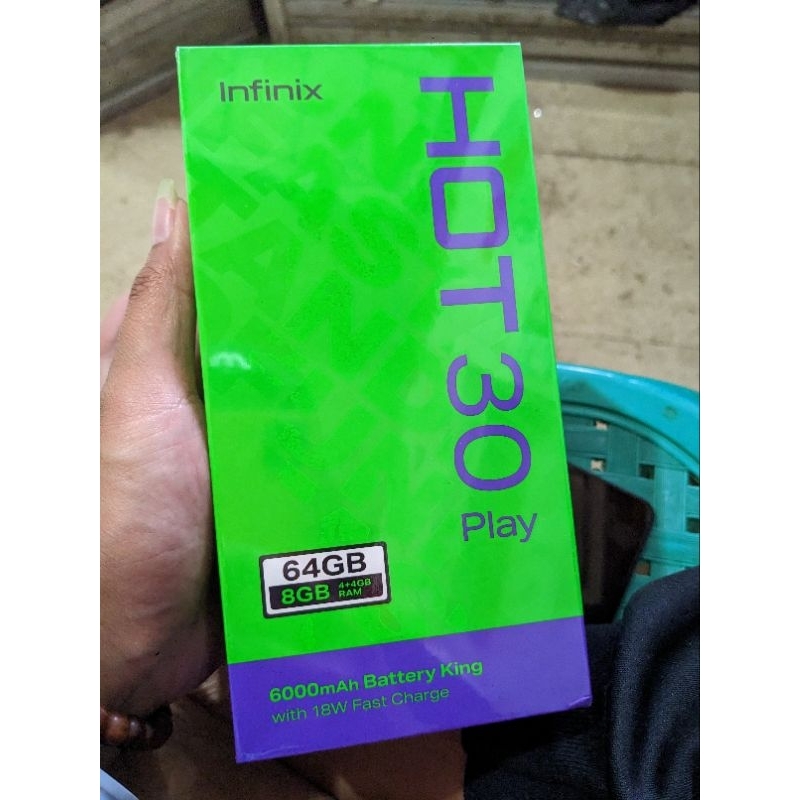 Infinix
HOT 30
Play
64GB
8GB 4+4GB RAM
6000mAh Battery King
with 18W Fast Charge